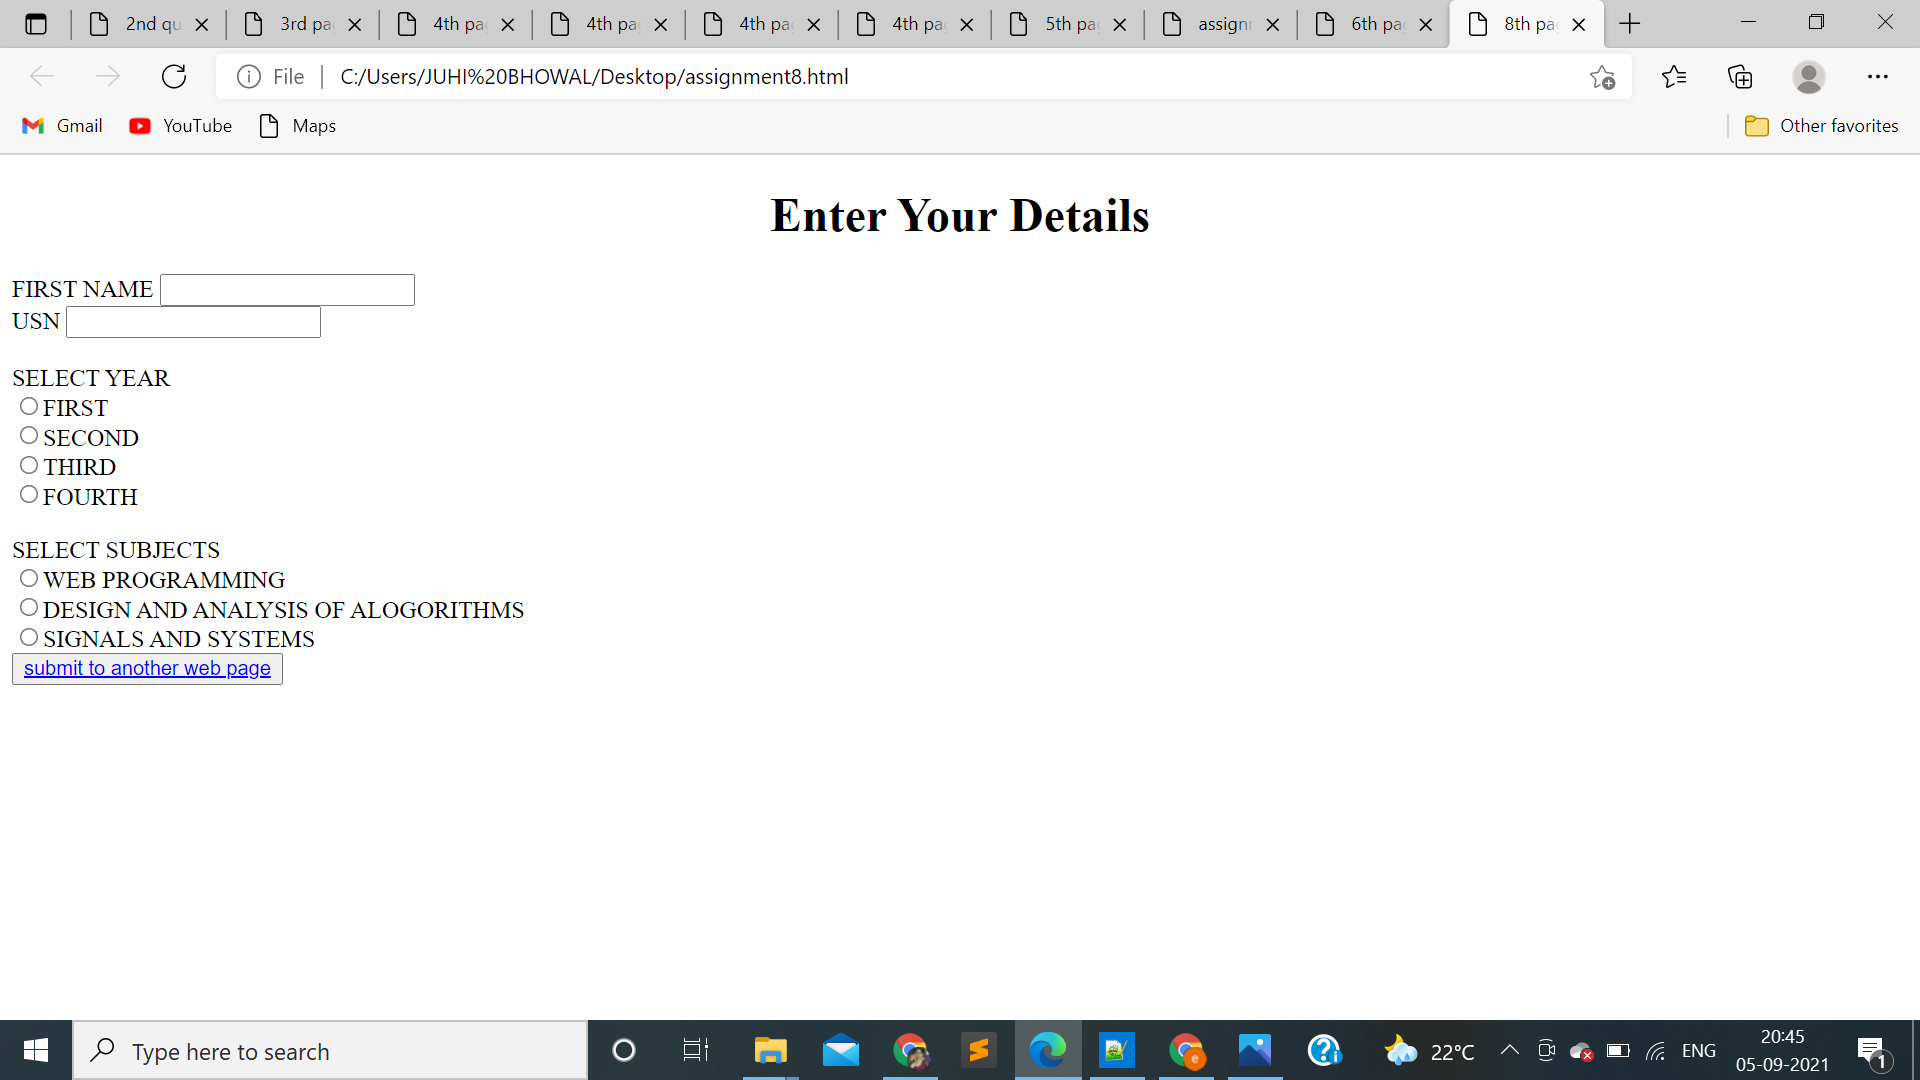 2nd qu
3rd pa
4th pa
4th pa
4th pa
4th pa
5th pa
assign
6th pa
8th pa
File
C:/Users/JUHI%20BHOWAL/Desktop/assignment8.html
Gmail
YouTube
Maps
Other favorites
Enter Your Details
FIRST NAME
USN
SELECT YEAR
FIRST
SECOND
THIRD
FOURTH
SELECT SUBJECTS
WEB PROGRAMMING
DESIGN AND ANALYSIS OF ALOGORITHMS
SIGNALS AND SYSTEMS
submit to another web page
Type here to search
22°C
ENG
20:45
05-09-2021
1